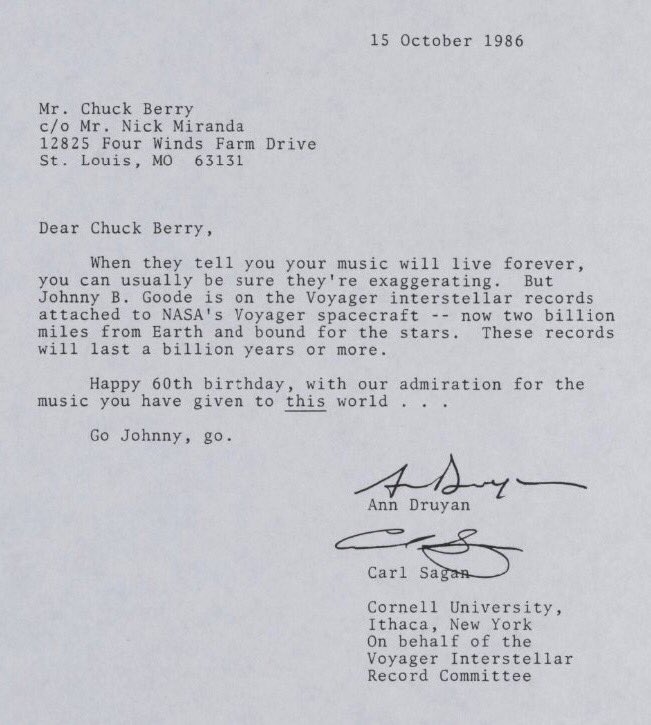 15 October 1986
Mr. Chuck Berry
c/o Mr. Nick Miranda
12825 Four Winds Farm Drive
St. Louis, MO  63131
Dear Chuck Berry,
When they tell you your music will live forever,
you can usually be sure they're exaggerating.  But
Johnny B. Goode is on the Voyager interstellar records
attached to NASA's Voyager spacecraft -- now two billion
miles from Earth and bound for the stars.  These records
will last a billion years or more.
Happy 60th birthday, with our admiration for the
music you have given to this world . . .
Go Johnny, go.
Ann Druyan
Carl Sagan
Cornell University,
Ithaca, New York
On behalf of the
Voyager Interstellar
Record Committee